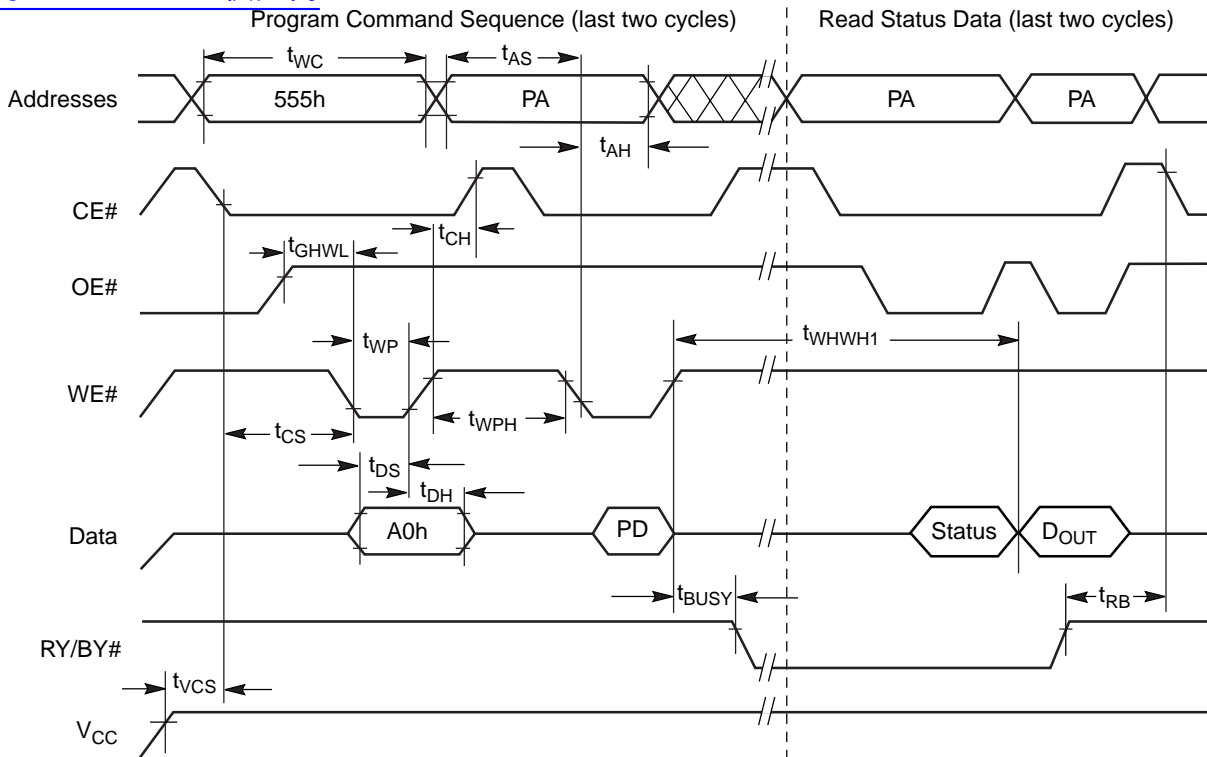 Program Command Sequence (last two cycles) Read Status Data (last two cycles)
tWC tAS
Addresses 555h PA PA PA
tAH
CE#
tGHWL tCH
OE#
tWP tWHWH1
WE#
tCS tWPH
tDS
tDH
Data A0h PD Status DOUT
tBUSY tRB
RY/BY#
tVCS
VCC